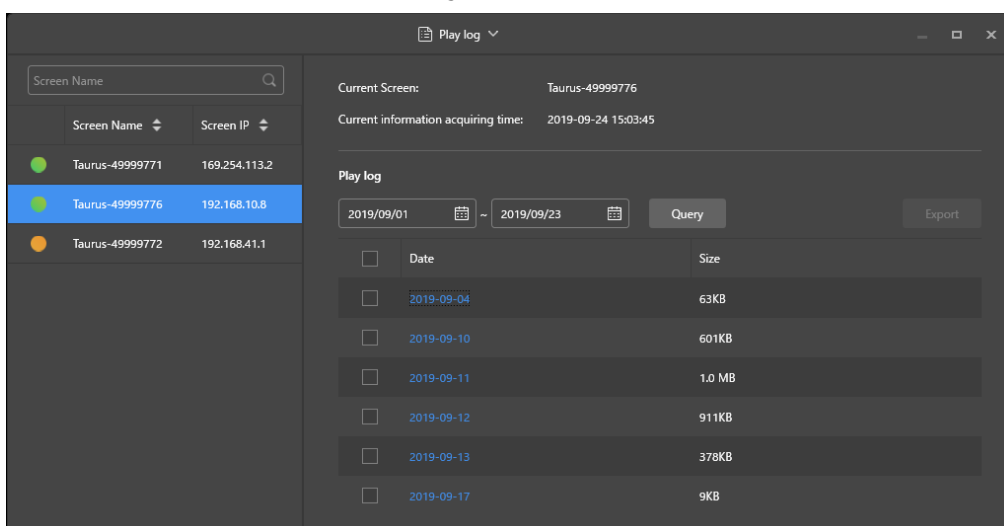 Play log
Screen Name
Screen Name Screen IP
Taurus-49999771 169.254.113.2
Taurus-49999776 192.168.10.8
Taurus-49999772 192.168.41.1
Current Screen: Taurus-49999776
Current information acquiring time: 2019-09-24 15:03:45
Play log
2019/09/01 ~ 2019/09/23 Query Export
Date Size
2019-09-04 63KB
2019-09-10 601KB
2019-09-11 1.0 MB
2019-09-12 911KB
2019-09-13 378KB
2019-09-17 9KB